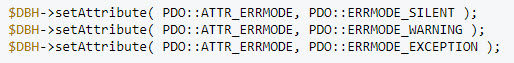 $DBH->setAttribute( PDO::ATTR_ERRMODE, PDO::ERRMODE_SILENT );
$DBH->setAttribute( PDO::ATTR_ERRMODE, PDO::ERRMODE_WARNING );
$DBH->setAttribute( PDO::ATTR_ERRMODE, PDO::ERRMODE_EXCEPTION );